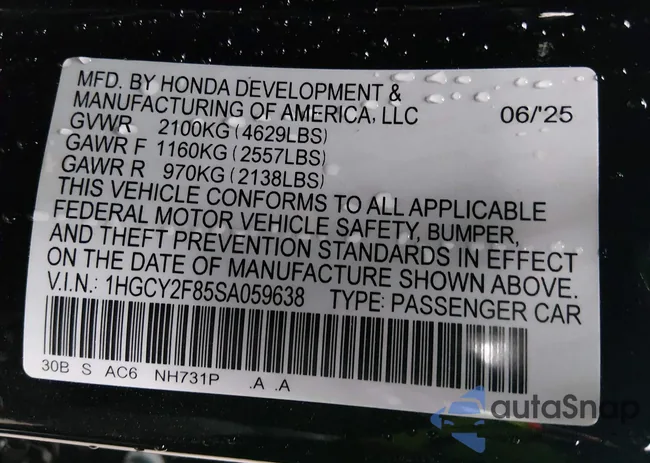 MFD. BY HONDA DEVELOPMENT &
MANUFACTURING OF AMERICA, LLC 06/'25
GVWR 2100KG (4629LBS)
GAWR F 1160KG (2557LBS)
GAWR R 970KG (2138LBS)
THIS VEHICLE CONFORMS TO ALL APPLICABLE
FEDERAL MOTOR VEHICLE SAFETY, BUMPER,
AND THEFT PREVENTION STANDARDS IN EFFECT
ON THE DATE OF MANUFACTURE SHOWN ABOVE.
V.I.N.: 1HGCY2F85SA059638 TYPE: PASSENGER CAR
30B S AC6 NH731P .A .A
autaSnap